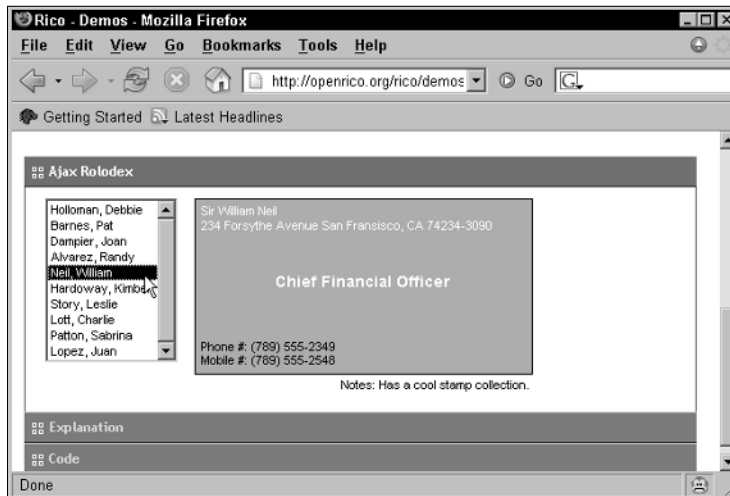 Rico - Demos - Mozilla Firefox
File Edit View Go Bookmarks Tools Help
http://openrico.org/rico/demos Go G
Getting Started Latest Headlines
Ajax Rolodex
Holloman, Debbie
Barnes, Pat
Dampier, Joan
Alvarez, Randy
Neil, William
Hardoway, Kimbe
Story, Leslie
Lott, Charlie
Patton, Sabrina
Lopez, Juan
Sir William Neil
234 Forsythe Avenue San Fransisco, CA 74234-3090
Chief Financial Officer
Phone #: (789) 555-2349
Mobile #: (789) 555-2548
Notes: Has a cool stamp collection.
Explanation
Code
Done